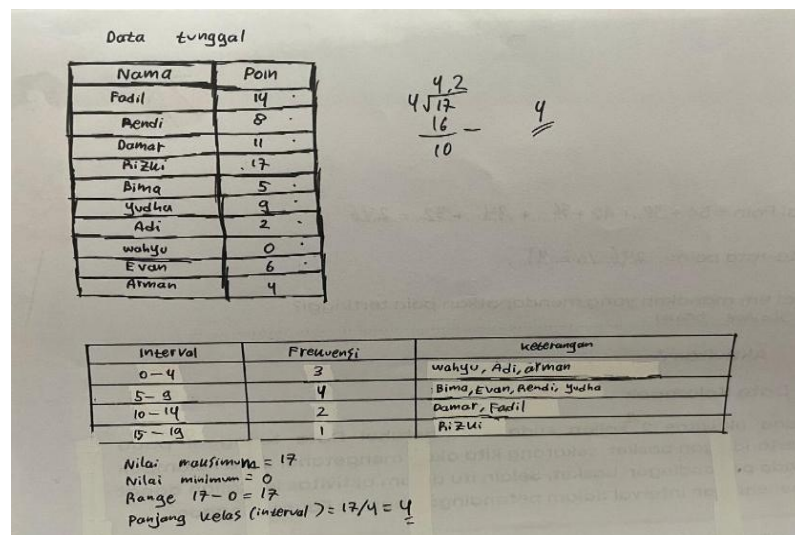 Data tunggal
Nama Poin
Fadil 14
Rendi 8
Damar 11
Rizki 17
Bima 5
Yudha 9
Adi 2
wahyu 0
Evan 6
Arman 4
4,2
4√17
16 -
10
4
Interval Frekuensi keterangan
0-4 3 wahyu, Adi, arman
5-9 4 Bima, Evan, Rendi, Yudha
10-14 2 Damar, Fadil
15-19 1 Rizki
Nilai maksimum = 17
Nilai minimum = 0
Range 17-0 = 17
Panjang kelas (interval) = 17/4 = 4